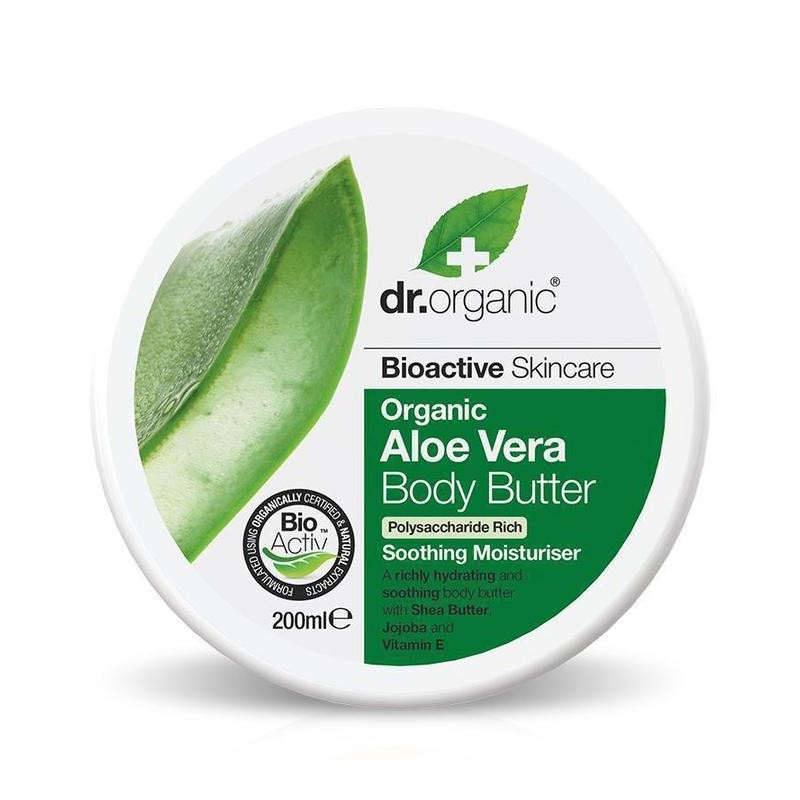 dr.organic®
Bioactive Skincare
Organic
Aloe Vera
Body Butter
Polysaccharide Rich
Soothing Moisturiser
A richly hydrating and
soothing body butter
with Shea Butter,
Jojoba and
Vitamin E
FORMULATED USING ORGANICALLY CERTIFIED & NATURAL EXTRACTS
Bio
Activ™
200ml℮